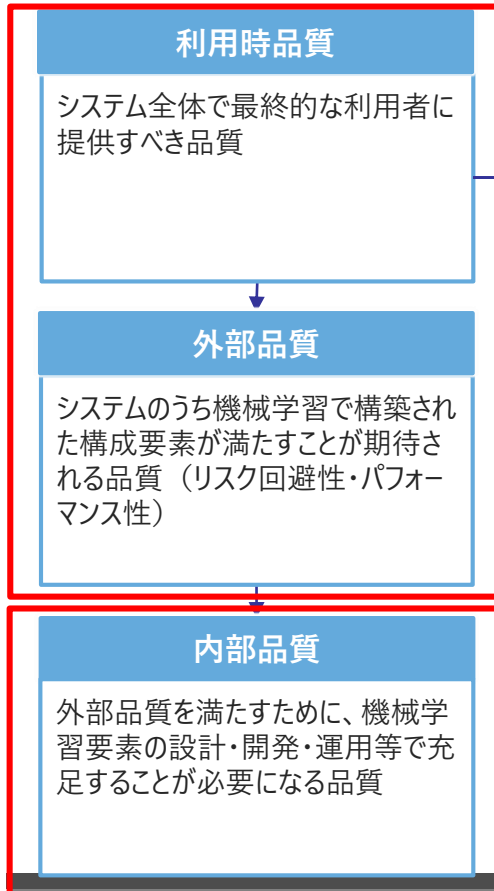 利用時品質
システム全体で最終的な利用者に
提供すべき品質
外部品質
システムのうち機械学習で構築され
た構成要素が満たすことが期待さ
れる品質（リスク回避性・パフォー
マンス性）
内部品質
外部品質を満たすために、機械学
習要素の設計・開発・運用等で充
足することが必要になる品質